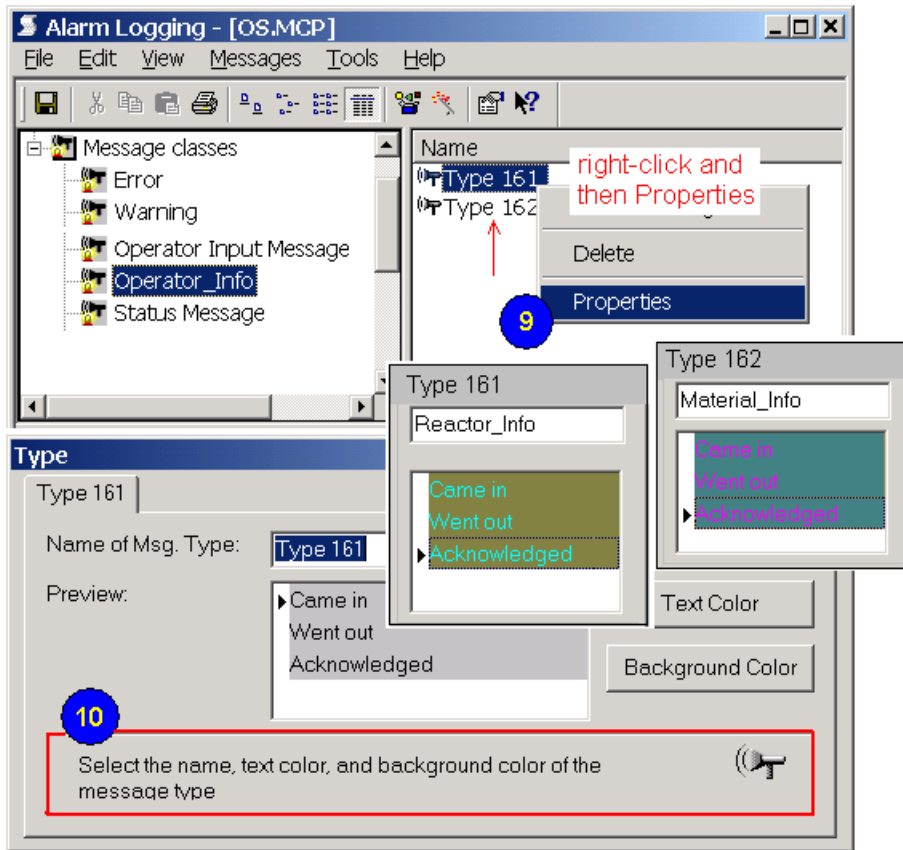 Alarm Logging - [OS.MCP]
File Edit View Messages Tools Help
Message classes
Error
Warning
Operator Input Message
Operator_Info
Status Message
Name
Type 161
Type 162
right-click and
then Properties
Delete
Properties
9
Type 161
Reactor_Info
Came in
Went out
Acknowledged
Type 162
Material_Info
Came in
Went out
Acknowledged
Type
Type 161
Name of Msg. Type:
Type 161
Preview:
Came in
Went out
Acknowledged
Text Color
Background Color
10
Select the name, text color, and background color of the
message type